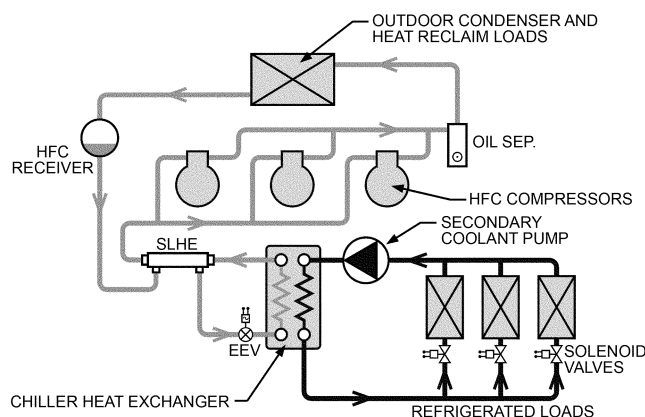 OUTDOOR CONDENSER AND
HEAT RECLAIM LOADS
HFC
RECEIVER
OIL SEP.
HFC COMPRESSORS
SECONDARY
COOLANT PUMP
SLHE
EEV
SOLENOID
VALVES
CHILLER HEAT EXCHANGER
REFRIGERATED LOADS